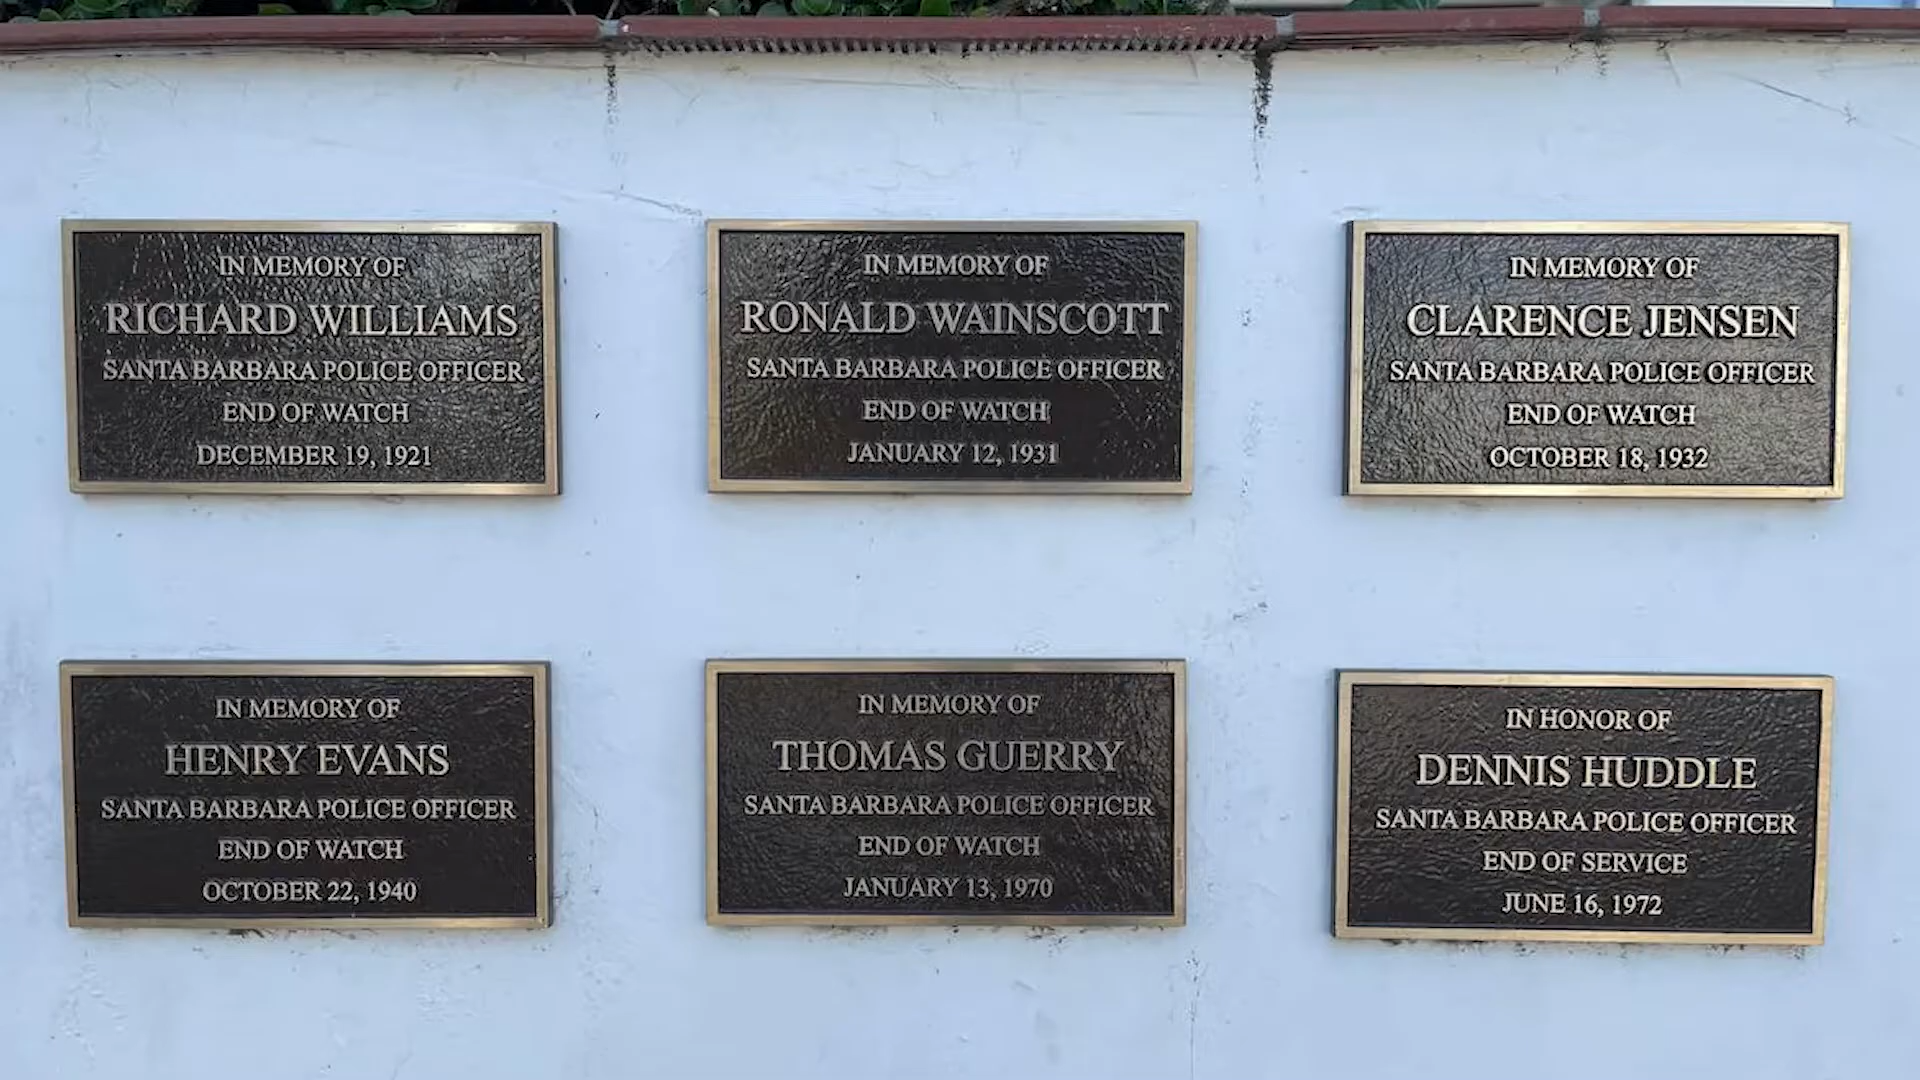 IN MEMORY OF
RICHARD WILLIAMS
SANTA BARBARA POLICE OFFICER
END OF WATCH
DECEMBER 19, 1921
IN MEMORY OF
RONALD WAINSCOTT
SANTA BARBARA POLICE OFFICER
END OF WATCH
JANUARY 12, 1931
IN MEMORY OF
CLARENCE JENSEN
SANTA BARBARA POLICE OFFICER
END OF WATCH
OCTOBER 18, 1932
IN MEMORY OF
HENRY EVANS
SANTA BARBARA POLICE OFFICER
END OF WATCH
OCTOBER 22, 1940
IN MEMORY OF
THOMAS GUERRY
SANTA BARBARA POLICE OFFICER
END OF WATCH
JANUARY 13, 1970
IN HONOR OF
DENNIS HUDDLE
SANTA BARBARA POLICE OFFICER
END OF SERVICE
JUNE 16, 1972